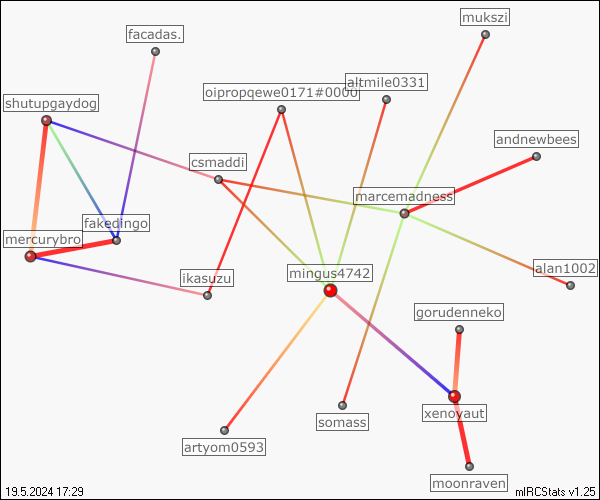 mukszi
facadas.
altmile0331
oipropqewe0171#0000
shutupgaydog
andnewbees
csmaddi
marcemadness
fakedingo
mercurybro
mingus4742
alan1002
ikasuzu
gorudenneko
xenoyaut
somass
artyom0593
moonraven
19.5.2024 17:29
mIRCStats v1.25